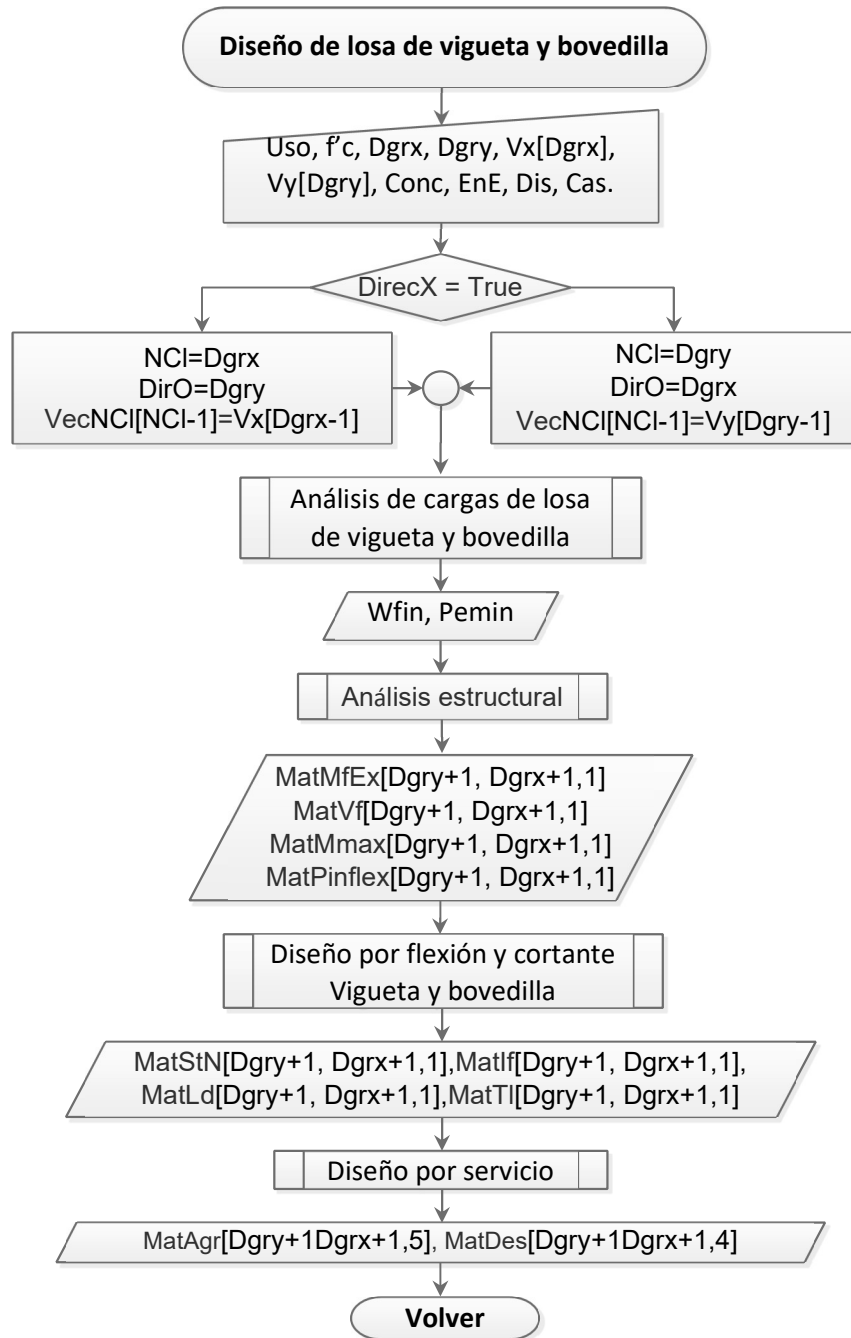 Diseño de losa de vigueta y bovedilla
Uso, f’c, Dgrx, Dgry, Vx[Dgrx],
Vy[Dgry], Conc, EnE, Dis, Cas.
DirecX = True
NCl=Dgrx
DirO=Dgry
VecNCl[NCl-1]=Vx[Dgrx-1]
NCl=Dgry
DirO=Dgrx
VecNCl[NCl-1]=Vy[Dgry-1]
Análisis de cargas de losa
de vigueta y bovedilla
Wfin, Pemin
Análisis estructural
MatMfEx[Dgry+1, Dgrx+1,1]
MatVf[Dgry+1, Dgrx+1,1]
MatMmax[Dgry+1, Dgrx+1,1]
MatPinflex[Dgry+1, Dgrx+1,1]
Diseño por flexión y cortante
Vigueta y bovedilla
MatStN[Dgry+1, Dgrx+1,1],MatIf[Dgry+1, Dgrx+1,1],
MatLd[Dgry+1, Dgrx+1,1],MatTl[Dgry+1, Dgrx+1,1]
Diseño por servicio
MatAgr[Dgry+1Dgrx+1,5], MatDes[Dgry+1Dgrx+1,4]
Volver